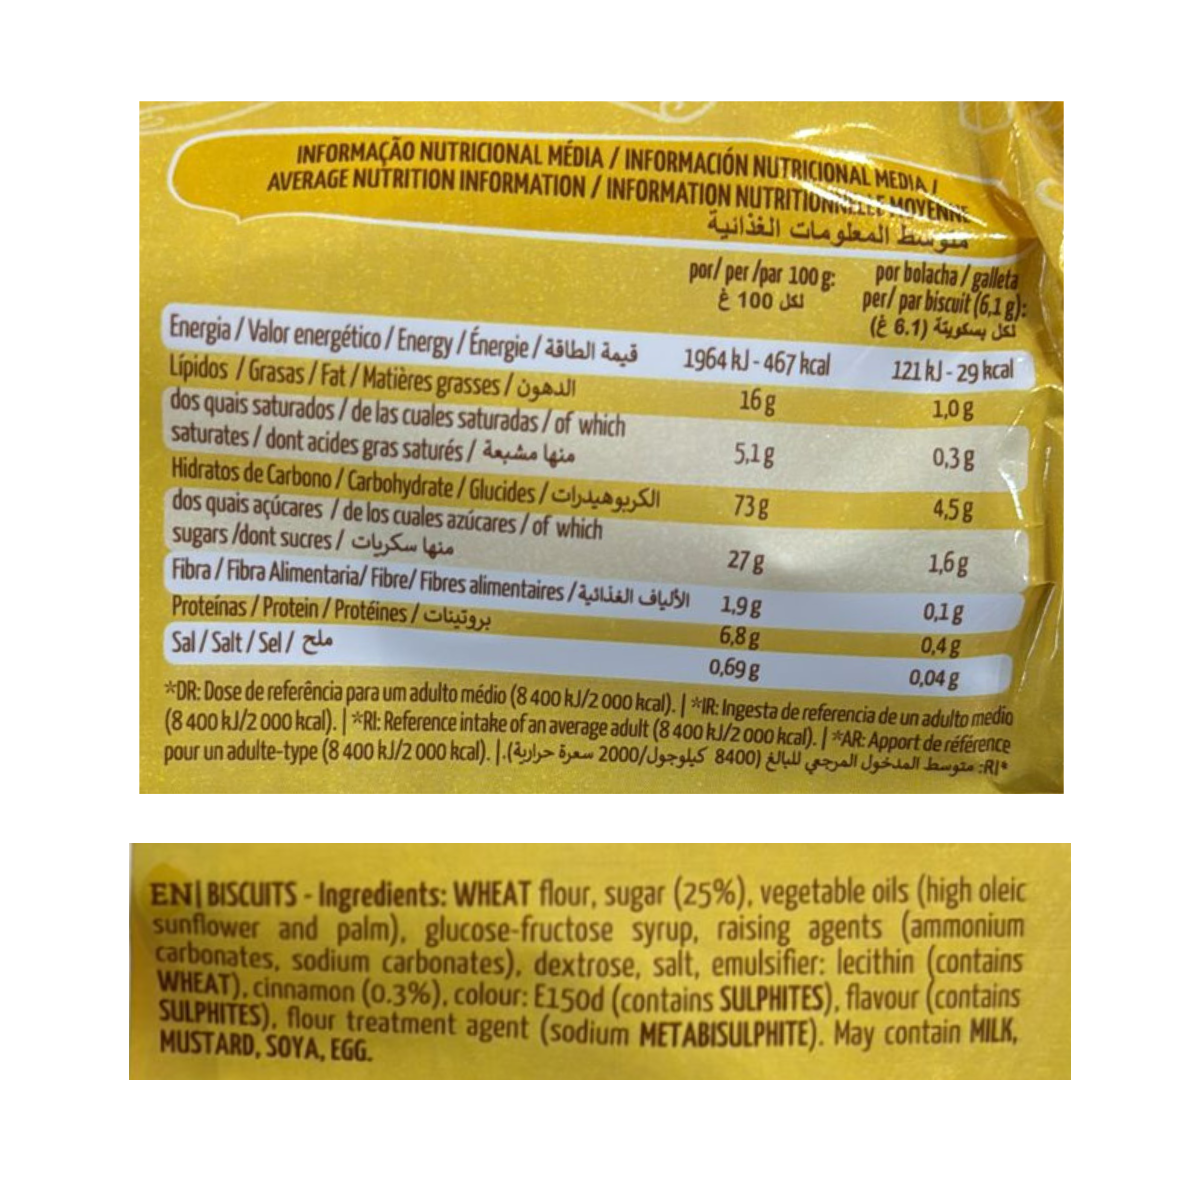 INFORMAÇÃO NUTRICIONAL MÉDIA / INFORMACIÓN NUTRICIONAL MEDIA /
AVERAGE NUTRITION INFORMATION / INFORMATION NUTRITIONNELLE MOYENNE
متوسط المعلومات الغذائية
por/ per /par 100 g: por bolacha / galleta
لكل 100 غ per/ par biscuit (6,1 g):
لكل بسكويتة (6.1 غ)
Energia / Valor energético / Energy / Énergie / قيمة الطاقة 1964 kJ - 467 kcal 121 kJ - 29 kcal
Lípidos / Grasas / Fat / Matières grasses / الدهون 16 g 1,0 g
dos quais saturados / de las cuales saturadas / of which
saturates / dont acides gras saturés / منها مشبعة 5,1 g 0,3 g
Hidratos de Carbono / Carbohydrate / Glucides / الكربوهيدرات 73 g 4,5 g
dos quais açúcares / de los cuales azúcares / of which
sugars /dont sucres / منها سكريات 27 g 1,6 g
Fibra / Fibra Alimentaria/ Fibre/ Fibres alimentaires / الألياف الغذائية 1,9 g 0,1 g
Proteínas / Protein / Protéines / بروتينات 6,8 g 0,4 g
Sal / Salt / Sel / ملح 0,69 g 0,04 g
*DR: Dose de referência para um adulto médio (8 400 kJ/2 000 kcal). | *IR: Ingesta de referencia de un adulto medio
(8 400 kJ/2 000 kcal). | *RI: Reference intake of an average adult (8 400 kJ/2 000 kcal). | *AR: Apport de référence
pour un adulte-type (8 400 kJ/2 000 kcal). | .(سعرة حرارية 2000/كيلوجول 8400) متوسط المدخول المرجعي للبالغ :RI*
EN| BISCUITS - Ingredients: WHEAT flour, sugar (25%), vegetable oils (high oleic
sunflower and palm), glucose-fructose syrup, raising agents (ammonium
carbonates, sodium carbonates), dextrose, salt, emulsifier: lecithin (contains
WHEAT), cinnamon (0.3%), colour: E150d (contains SULPHITES), flavour (contains
SULPHITES), flour treatment agent (sodium METABISULPHITE). May contain MILK,
MUSTARD, SOYA, EGG.